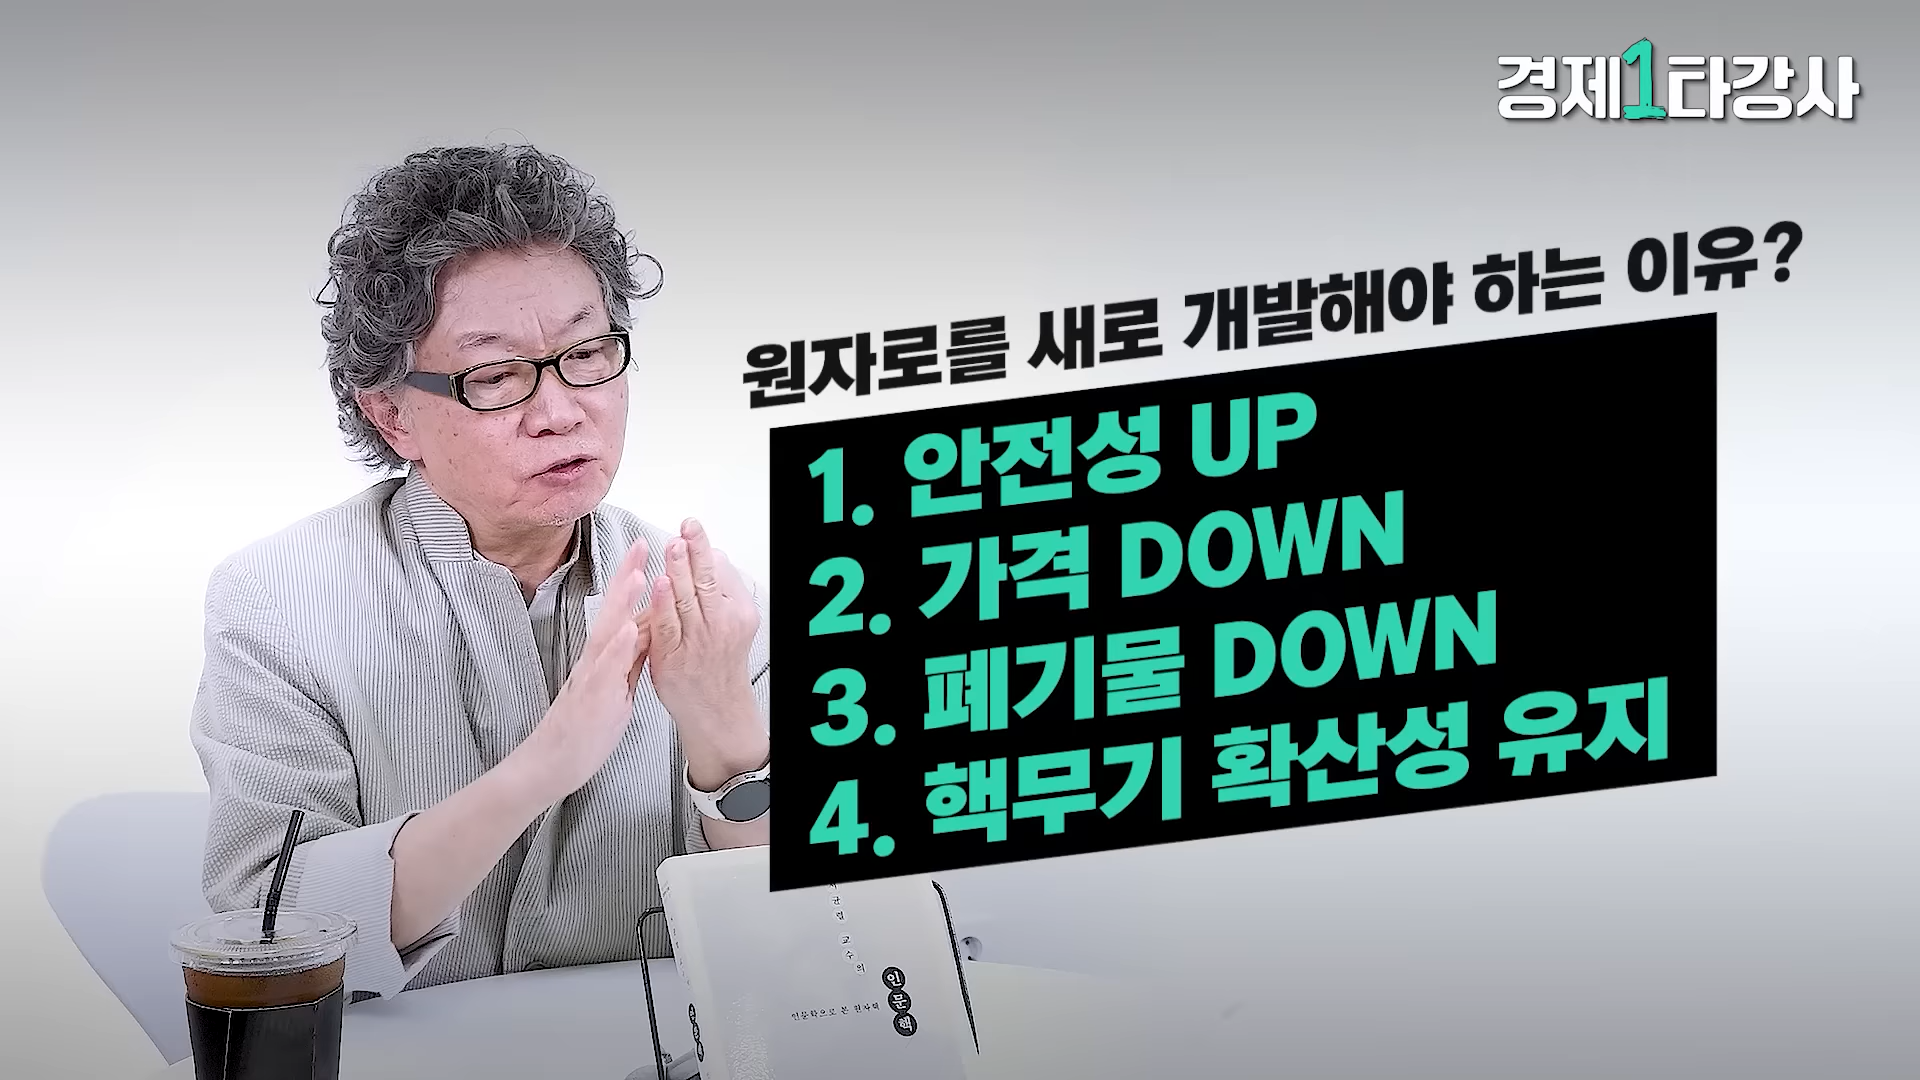 경제1타강사
원자로를 새로 개발해야 하는 이유?
1. 안전성 UP
2. 가격 DOWN
3. 폐기물 DOWN
4. 핵무기 확산성 유지
균렬 교수의
인문핵
인문학으로 본 원자력